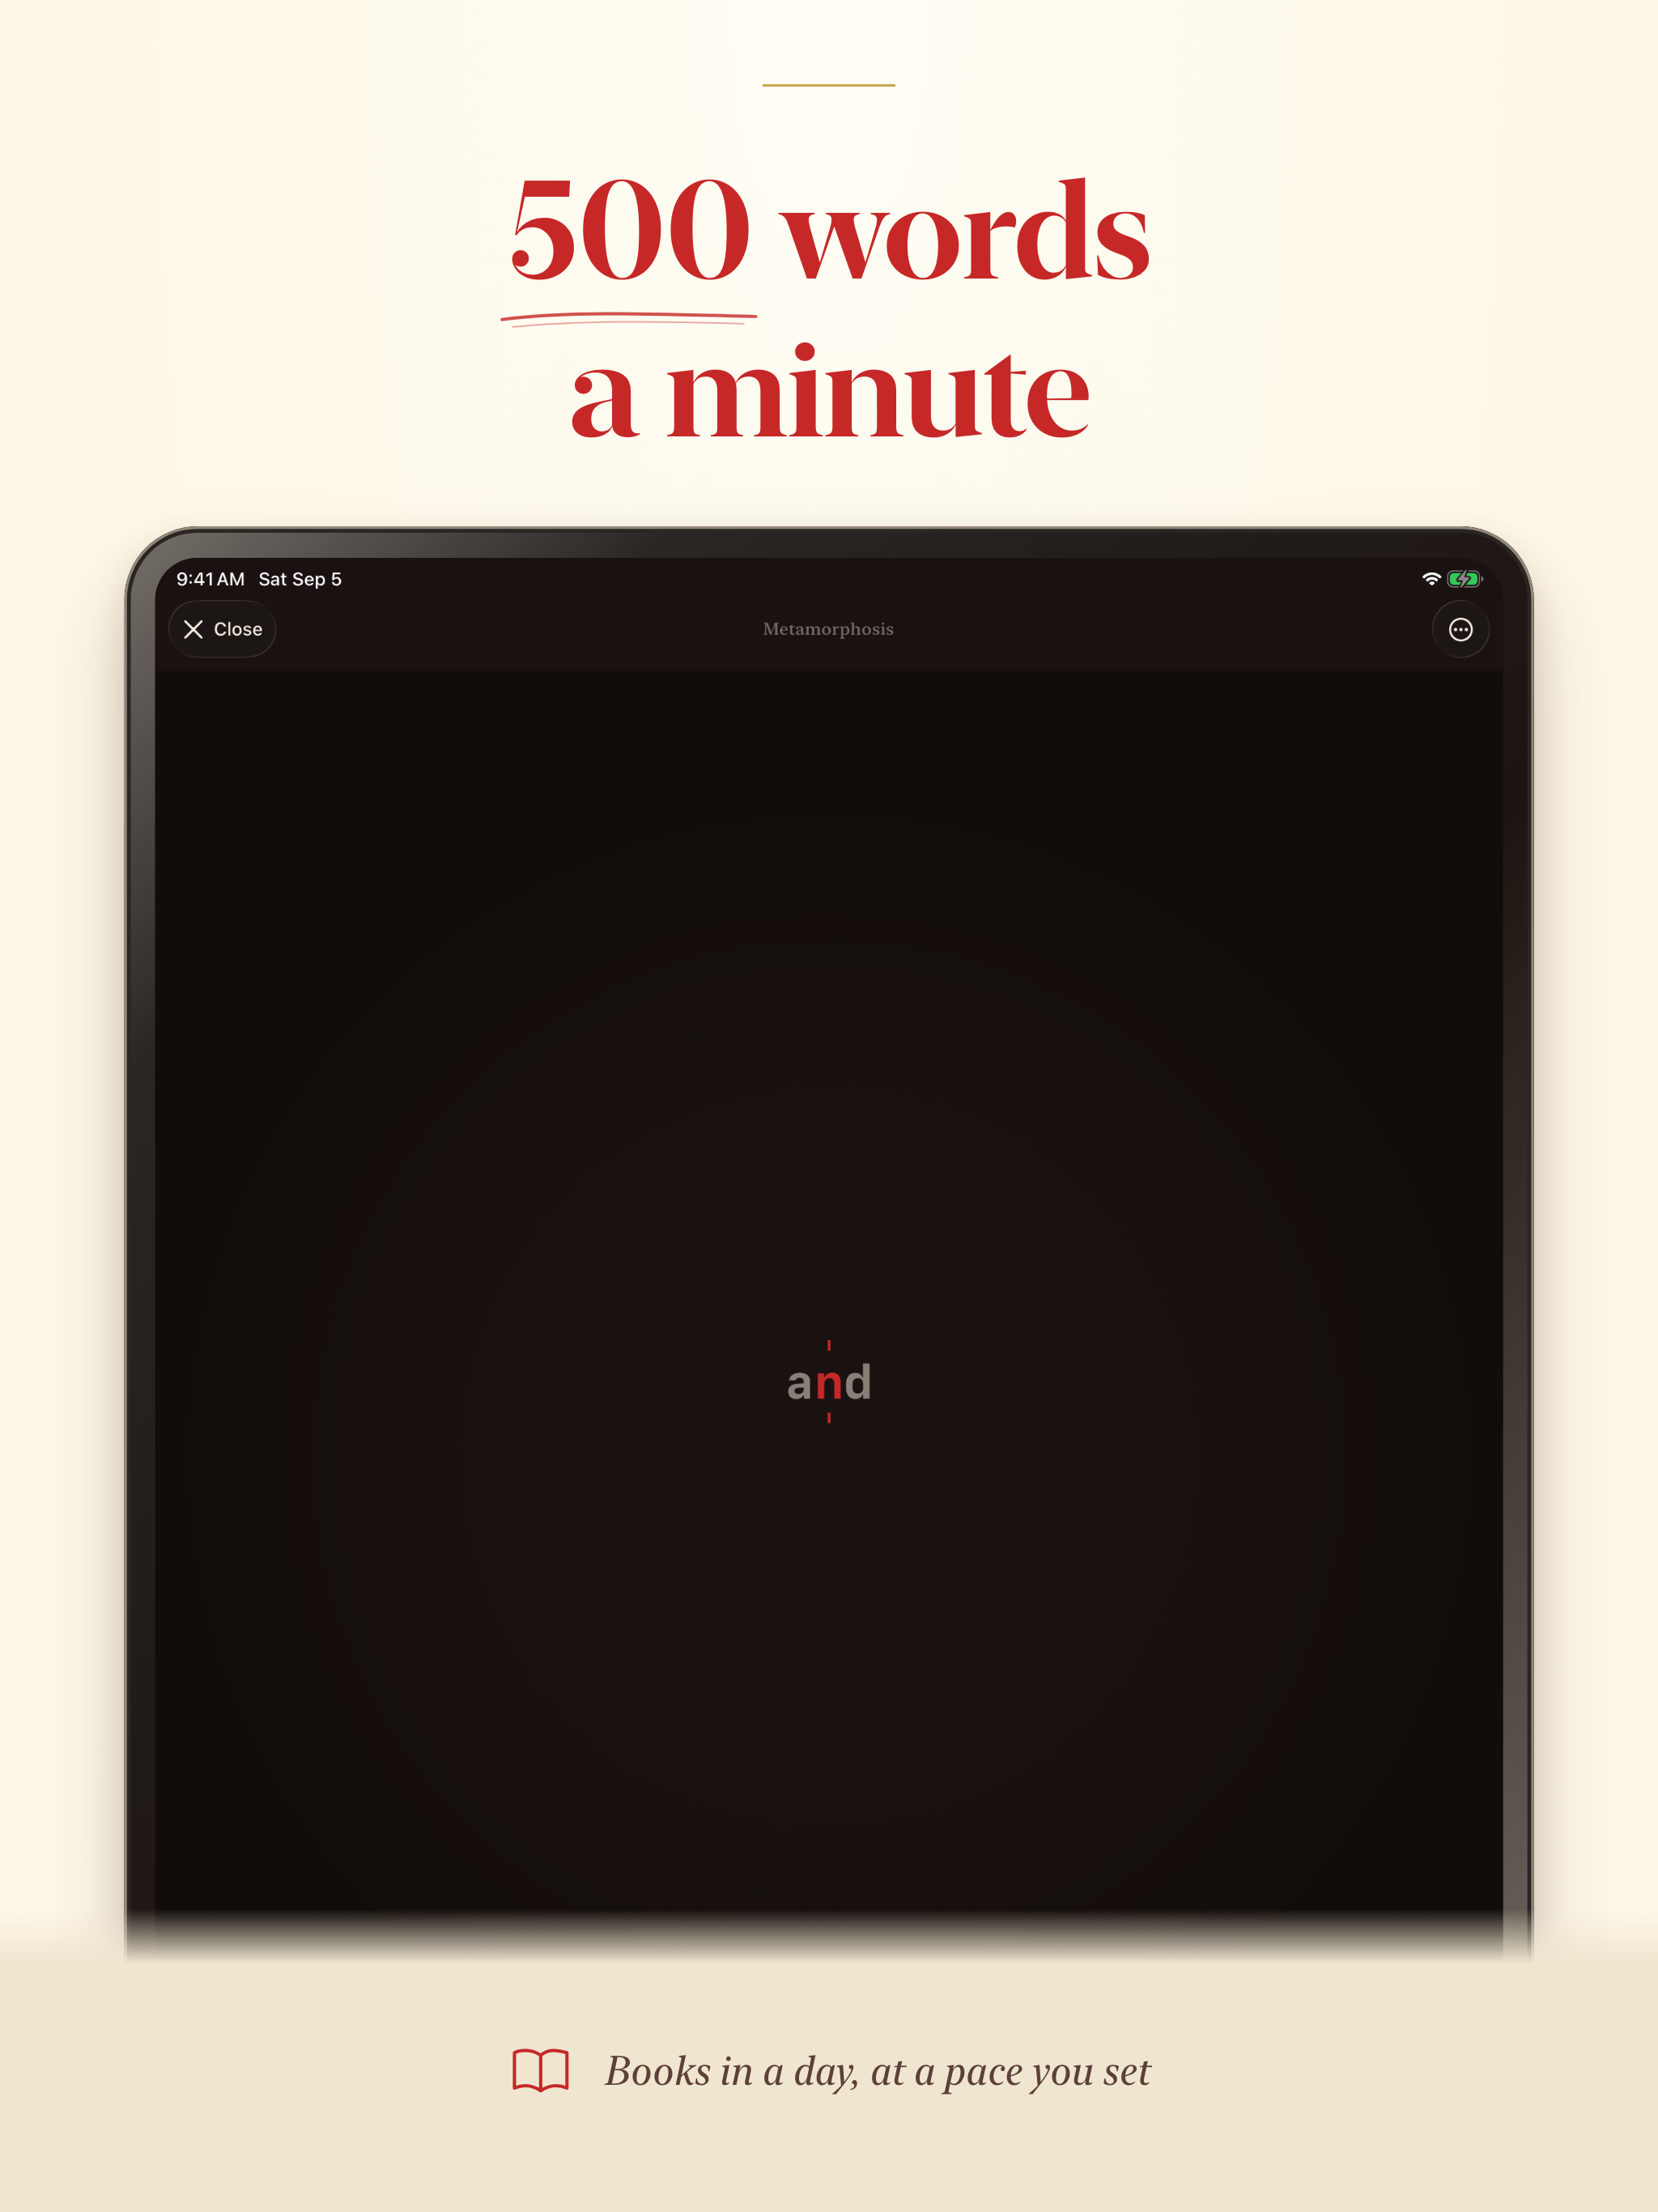 500 words
a minute
9:41 AM Sat Sep 5
Close
Metamorphosis
and
Books in a day, at a pace you set